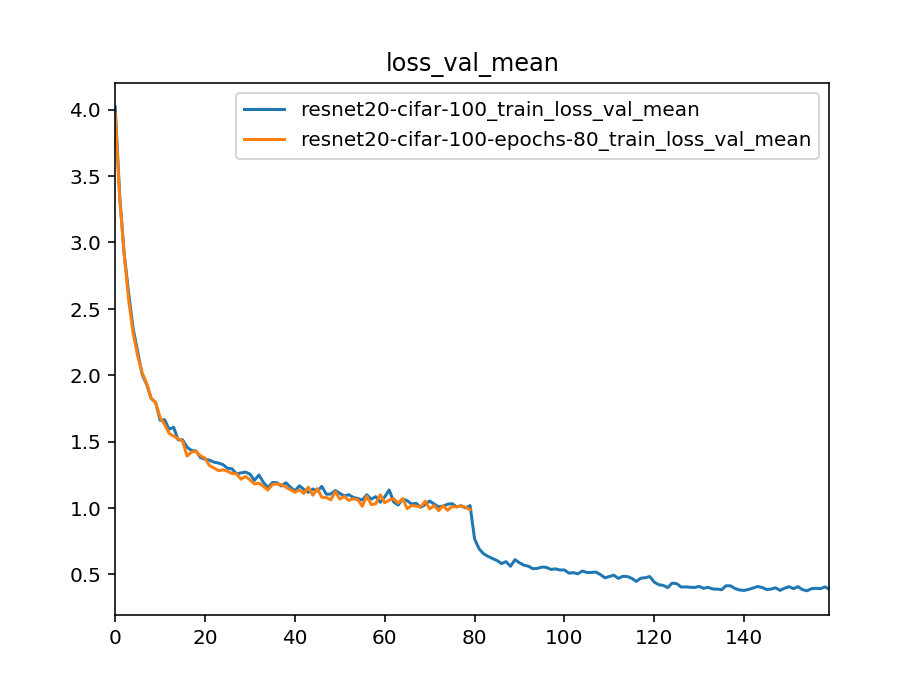 loss_val_mean
resnet20-cifar-100_train_loss_val_mean
resnet20-cifar-100-epochs-80_train_loss_val_mean
4.0
3.5
3.0
2.5
2.0
1.5
1.0
0.5
0 20 40 60 80 100 120 140